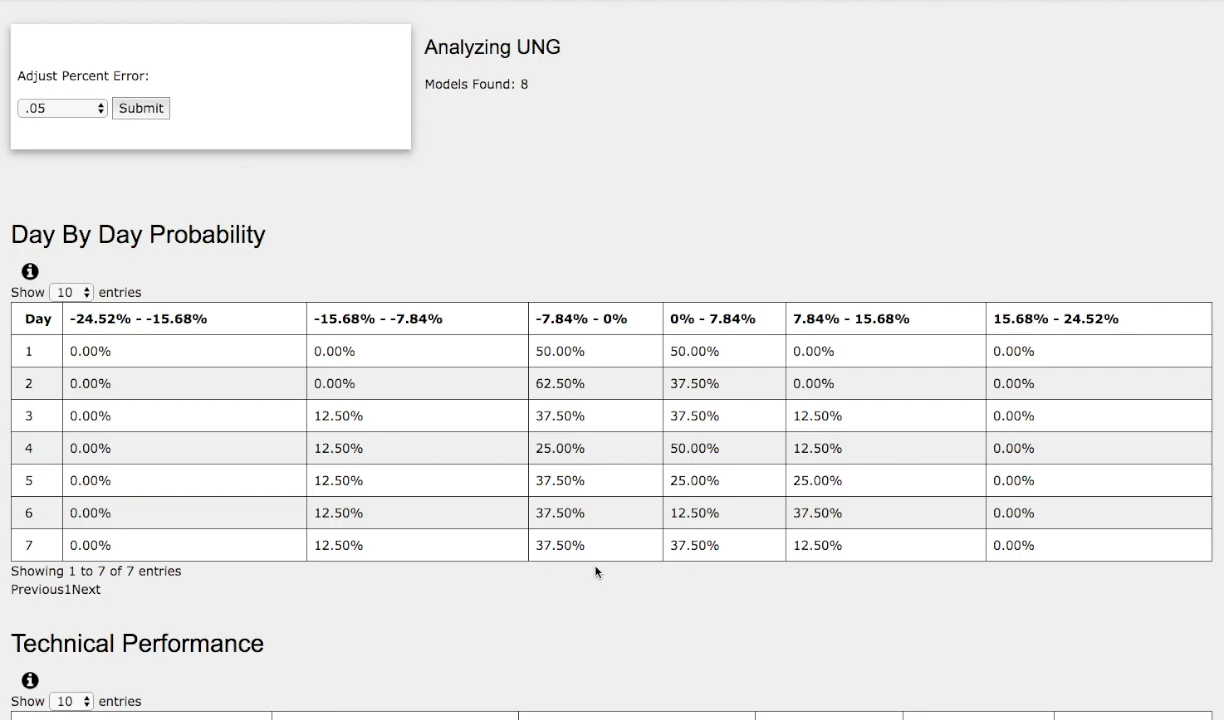 Adjust Percent Error:
.05 Submit
Analyzing UNG
Models Found: 8
Day By Day Probability
Show 10 entries
Day -24.52% - -15.68% -15.68% - -7.84% -7.84% - 0% 0% - 7.84% 7.84% - 15.68% 15.68% - 24.52%
1 0.00% 0.00% 50.00% 50.00% 0.00% 0.00%
2 0.00% 0.00% 62.50% 37.50% 0.00% 0.00%
3 0.00% 12.50% 37.50% 37.50% 12.50% 0.00%
4 0.00% 12.50% 25.00% 50.00% 12.50% 0.00%
5 0.00% 12.50% 37.50% 25.00% 25.00% 0.00%
6 0.00% 12.50% 37.50% 12.50% 37.50% 0.00%
7 0.00% 12.50% 37.50% 37.50% 12.50% 0.00%
Showing 1 to 7 of 7 entries
Previous1Next
Technical Performance
Show 10 entries